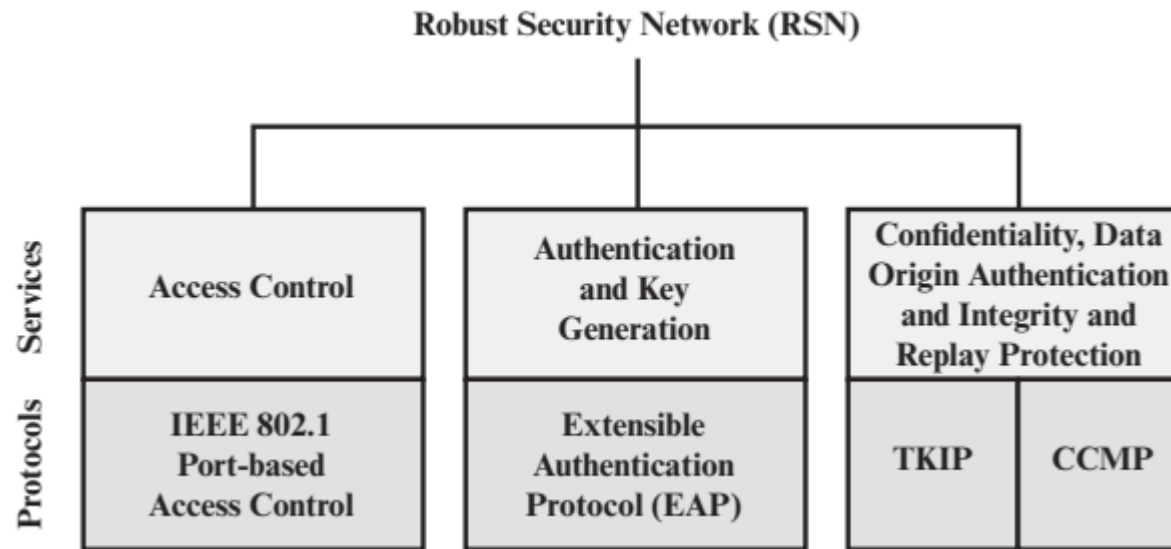 Robust Security Network (RSN)
Services
Access Control
Authentication
and Key
Generation
Confidentiality, Data
Origin Authentication
and Integrity and
Replay Protection
Protocols
IEEE 802.1
Port-based
Access Control
Extensible
Authentication
Protocol (EAP)
TKIP
CCMP